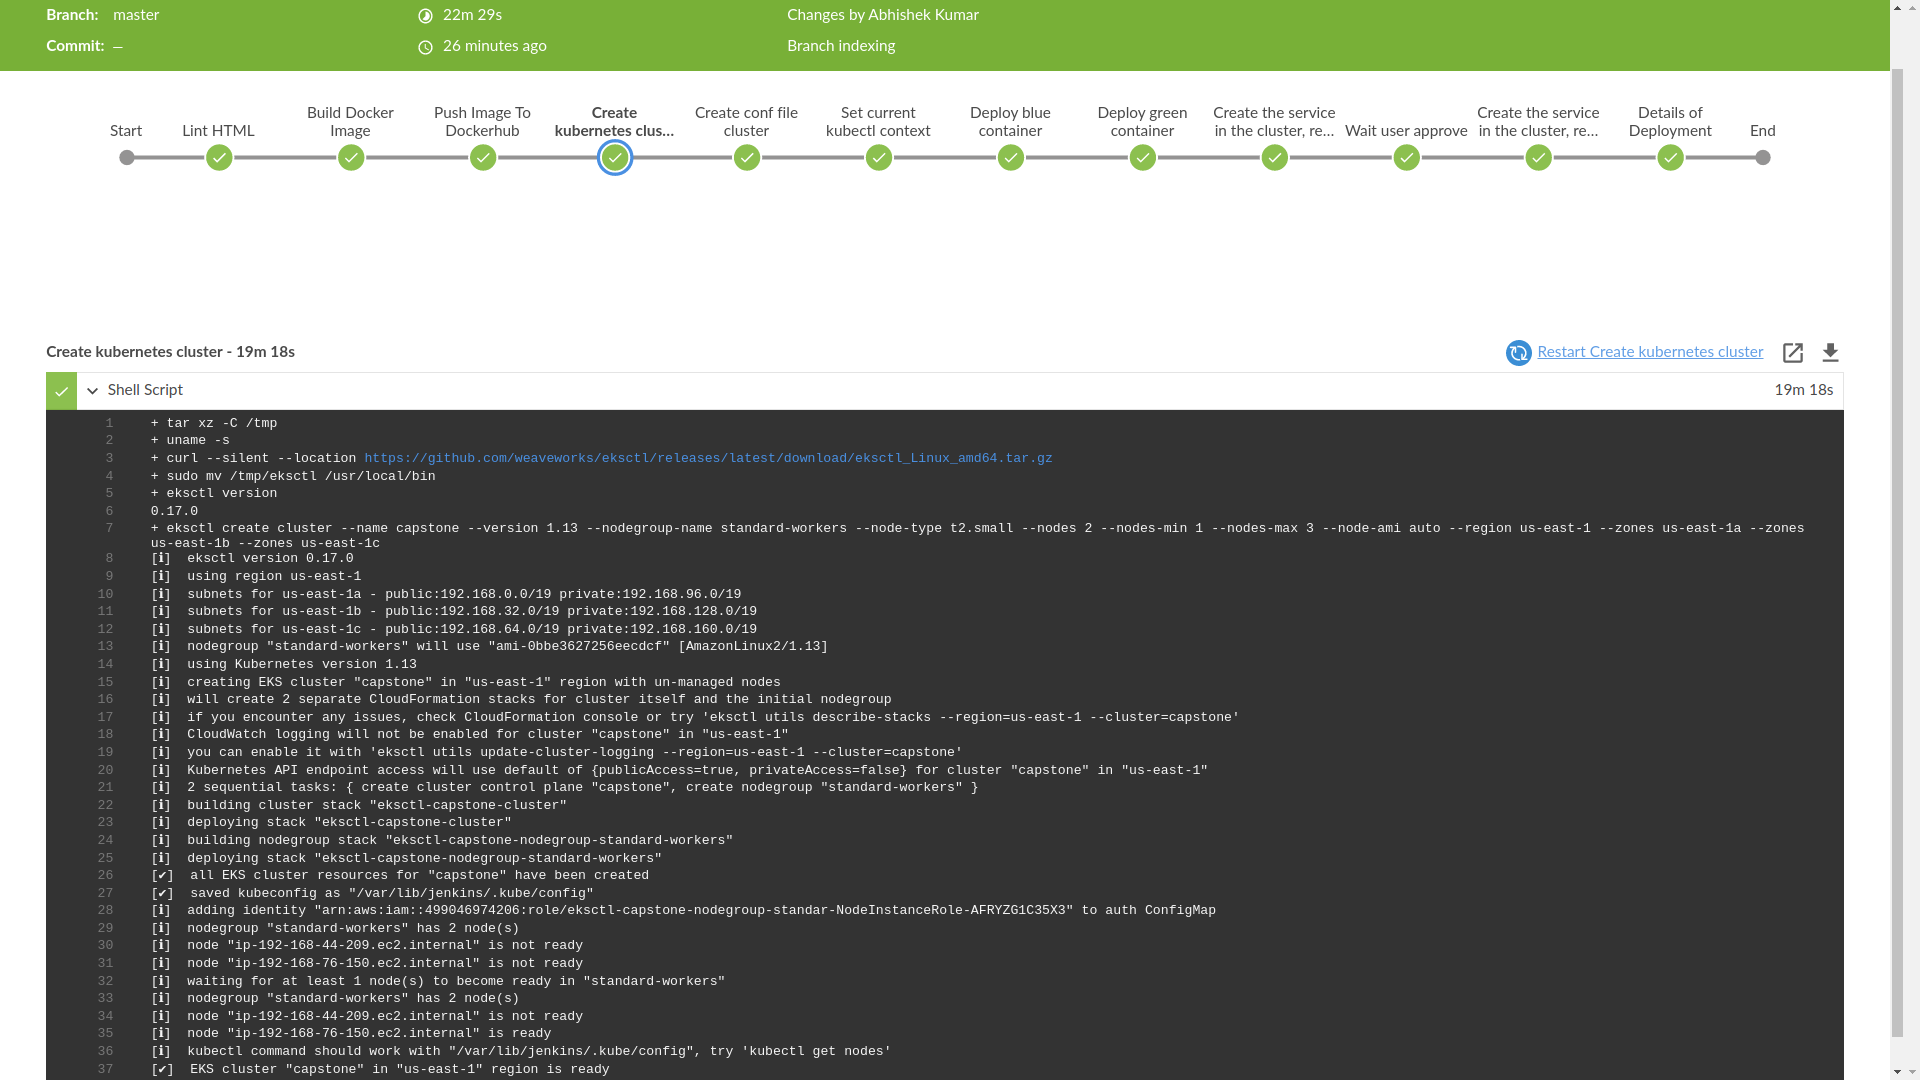 Branch: master 22m 29s Changes by Abhishek Kumar
Commit: — 26 minutes ago Branch indexing
Start
Lint HTML
Build Docker
Image
Push Image To
Dockerhub
Create
kubernetes clus...
Create conf file
cluster
Set current
kubectl context
Deploy blue
container
Deploy green
container
Create the service
in the cluster, re...
Wait user approve
Create the service
in the cluster, re...
Details of
Deployment
End
Create kubernetes cluster - 19m 18s Restart Create kubernetes cluster
Shell Script 19m 18s
1 + tar xz -C /tmp
2 + uname -s
3 + curl --silent --location https://github.com/weaveworks/eksctl/releases/latest/download/eksctl_Linux_amd64.tar.gz
4 + sudo mv /tmp/eksctl /usr/local/bin
5 + eksctl version
6 0.17.0
7 + eksctl create cluster --name capstone --version 1.13 --nodegroup-name standard-workers --node-type t2.small --nodes 2 --nodes-min 1 --nodes-max 3 --node-ami auto --region us-east-1 --zones us-east-1a --zones
us-east-1b --zones us-east-1c
8 [ℹ] eksctl version 0.17.0
9 [ℹ] using region us-east-1
10 [ℹ] subnets for us-east-1a - public:192.168.0.0/19 private:192.168.96.0/19
11 [ℹ] subnets for us-east-1b - public:192.168.32.0/19 private:192.168.128.0/19
12 [ℹ] subnets for us-east-1c - public:192.168.64.0/19 private:192.168.160.0/19
13 [ℹ] nodegroup "standard-workers" will use "ami-0bbe3627256eecdcf" [AmazonLinux2/1.13]
14 [ℹ] using Kubernetes version 1.13
15 [ℹ] creating EKS cluster "capstone" in "us-east-1" region with un-managed nodes
16 [ℹ] will create 2 separate CloudFormation stacks for cluster itself and the initial nodegroup
17 [ℹ] if you encounter any issues, check CloudFormation console or try 'eksctl utils describe-stacks --region=us-east-1 --cluster=capstone'
18 [ℹ] CloudWatch logging will not be enabled for cluster "capstone" in "us-east-1"
19 [ℹ] you can enable it with 'eksctl utils update-cluster-logging --region=us-east-1 --cluster=capstone'
20 [ℹ] Kubernetes API endpoint access will use default of {publicAccess=true, privateAccess=false} for cluster "capstone" in "us-east-1"
21 [ℹ] 2 sequential tasks: { create cluster control plane "capstone", create nodegroup "standard-workers" }
22 [ℹ] building cluster stack "eksctl-capstone-cluster"
23 [ℹ] deploying stack "eksctl-capstone-cluster"
24 [ℹ] building nodegroup stack "eksctl-capstone-nodegroup-standard-workers"
25 [ℹ] deploying stack "eksctl-capstone-nodegroup-standard-workers"
26 [✔] all EKS cluster resources for "capstone" have been created
27 [✔] saved kubeconfig as "/var/lib/jenkins/.kube/config"
28 [ℹ] adding identity "arn:aws:iam::499046974206:role/eksctl-capstone-nodegroup-standar-NodeInstanceRole-AFRYZG1C35X3" to auth ConfigMap
29 [ℹ] nodegroup "standard-workers" has 2 node(s)
30 [ℹ] node "ip-192-168-44-209.ec2.internal" is not ready
31 [ℹ] node "ip-192-168-76-150.ec2.internal" is not ready
32 [ℹ] waiting for at least 1 node(s) to become ready in "standard-workers"
33 [ℹ] nodegroup "standard-workers" has 2 node(s)
34 [ℹ] node "ip-192-168-44-209.ec2.internal" is not ready
35 [ℹ] node "ip-192-168-76-150.ec2.internal" is ready
36 [ℹ] kubectl command should work with "/var/lib/jenkins/.kube/config", try 'kubectl get nodes'
37 [✔] EKS cluster "capstone" in "us-east-1" region is ready